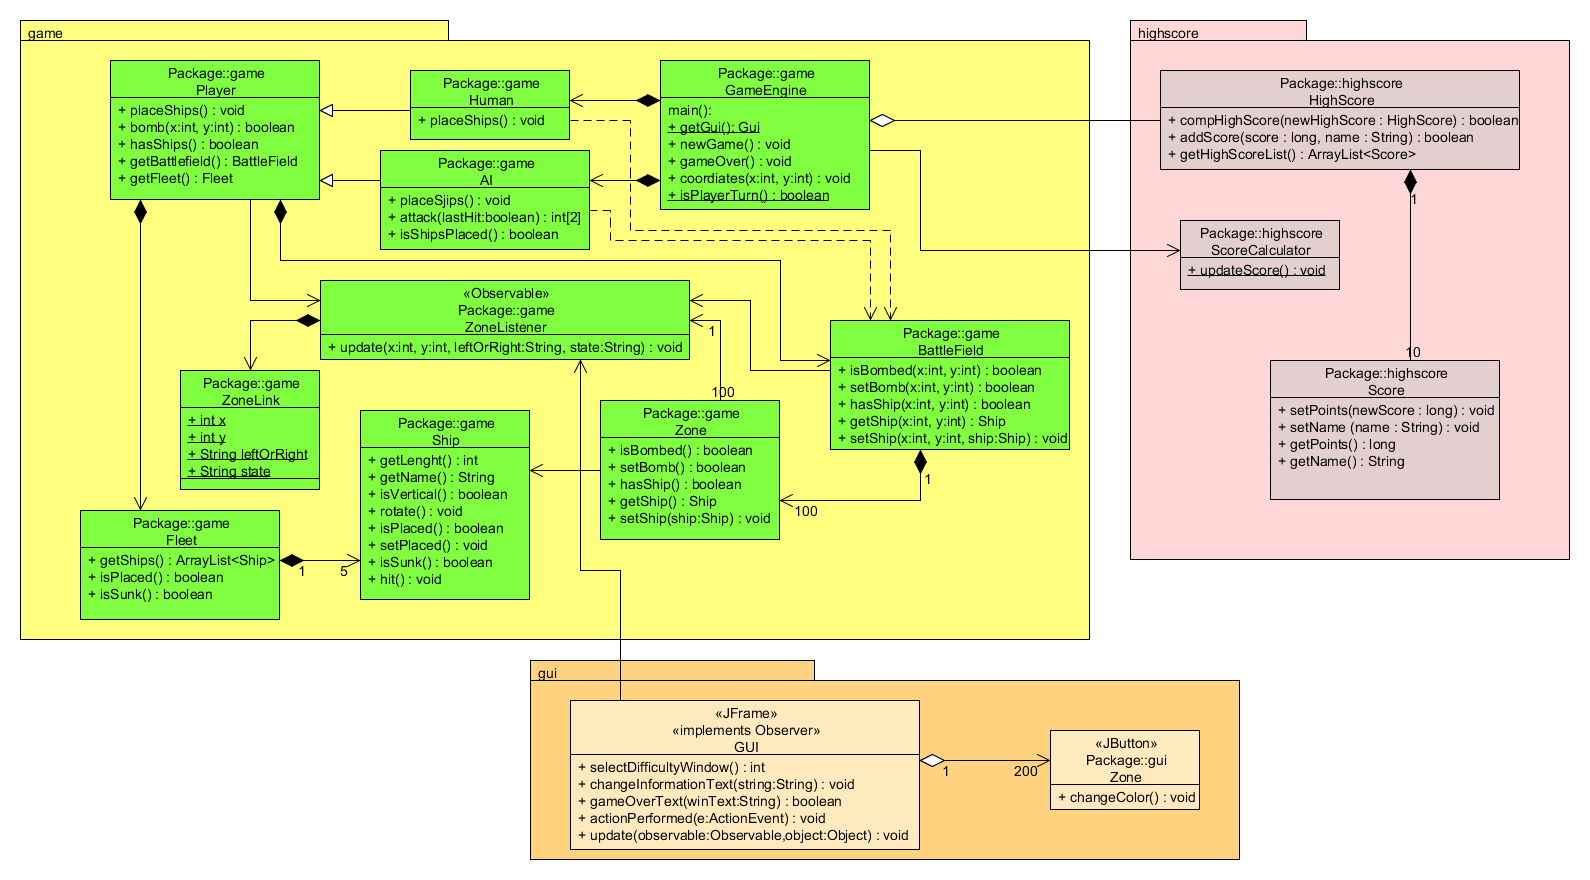 game
Package::game
Player
+ placeShips() : void
+ bomb(x:int, y:int) : boolean
+ hasShips() : boolean
+ getBattlefield() : BattleField
+ getFleet() : Fleet
Package::game
Human
+ placeShips() : void
Package::game
GameEngine
main():
+ getGui(): Gui
+ newGame() : void
+ gameOver() : void
+ coordiates(x:int, y:int) : void
+ isPlayerTurn() : boolean
Package::game
AI
+ placeSjips() : void
+ attack(lastHit:boolean) : int[2]
+ isShipsPlaced() : boolean
«Observable»
Package::game
ZoneListener
+ update(x:int, y:int, leftOrRight:String, state:String) : void
1
100
Package::game
BattleField
+ isBombed(x:int, y:int) : boolean
+ setBomb(x:int, y:int) : boolean
+ hasShip(x:int, y:int) : boolean
+ getShip(x:int, y:int) : Ship
+ setShip(x:int, y:int, ship:Ship) : void
1
100
Package::game
ZoneLink
+ int x
+ int y
+ String leftOrRight
+ String state
Package::game
Ship
+ getLenght() : int
+ getName() : String
+ isVertical() : boolean
+ rotate() : void
+ isPlaced() : boolean
+ setPlaced() : void
+ isSunk() : boolean
+ hit() : void
Package::game
Zone
+ isBombed() : boolean
+ setBomb() : boolean
+ hasShip() : boolean
+ getShip() : Ship
+ setShip(ship:Ship) : void
Package::game
Fleet
+ getShips() : ArrayList<Ship>
+ isPlaced() : boolean
+ isSunk() : boolean
1
5
highscore
Package::highscore
HighScore
+ compHighScore(newHighScore : HighScore) : boolean
+ addScore(score : long, name : String) : boolean
+ getHighScoreList() : ArrayList<Score>
1
Package::highscore
ScoreCalculator
+ updateScore() : void
10
Package::highscore
Score
+ setPoints(newScore : long) : void
+ setName (name : String) : void
+ getPoints() : long
+ getName() : String
gui
«JFrame»
«implements Observer»
GUI
+ selectDifficultyWindow() : int
+ changeInformationText(string:String) : void
+ gameOverText(winText:String) : boolean
+ actionPerformed(e:ActionEvent) : void
+ update(observable:Observable,object:Object) : void
1
200
«JButton»
Package::gui
Zone
+ changeColor() : void